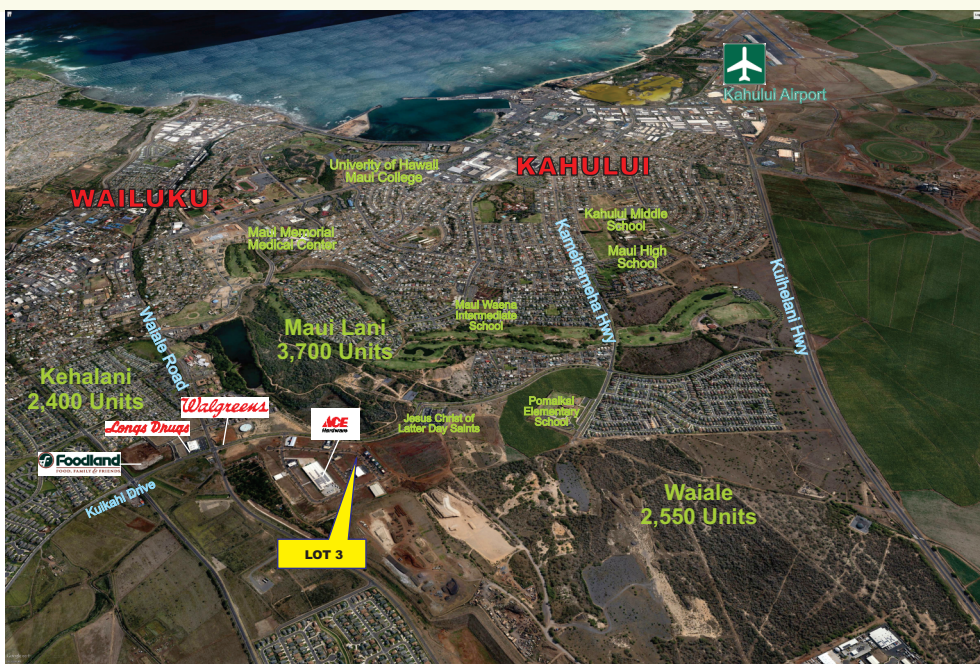 Kahului Airport
Univerity of Hawaii
Maui College
KAHULUI
WAILUKU
Kahului Middle
School
Maui Memorial
Medical Center
Maui High
School
Kamehameha Hwy
Kuihelani Hwy
Maui Waena
Intermediate
School
Waiale Road
Maui Lani
3,700 Units
Kehalani
2,400 Units
Walgreens
Longs Drugs
ACE
Hardware
Jesus Christ of
Latter Day Saints
Pomaikai
Elementary
School
Foodland
FOOD, FAMILY & FRIENDS
Kuikahi Drive
Waiale
2,550 Units
LOT 3